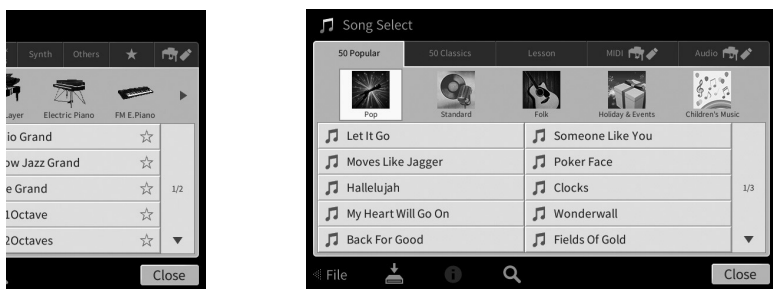 Synth Others
Layer Electric Piano FM E.Piano
io Grand
ow Jazz Grand
e Grand
1Octave
2Octaves
1/2
Close
Song Select
50 Popular 50 Classics Lesson MIDI Audio
Pop Standard Folk Holiday & Events Children's Music
Let It Go Someone Like You
Moves Like Jagger Poker Face
Hallelujah Clocks
My Heart Will Go On Wonderwall
Back For Good Fields Of Gold
1/3
File Close